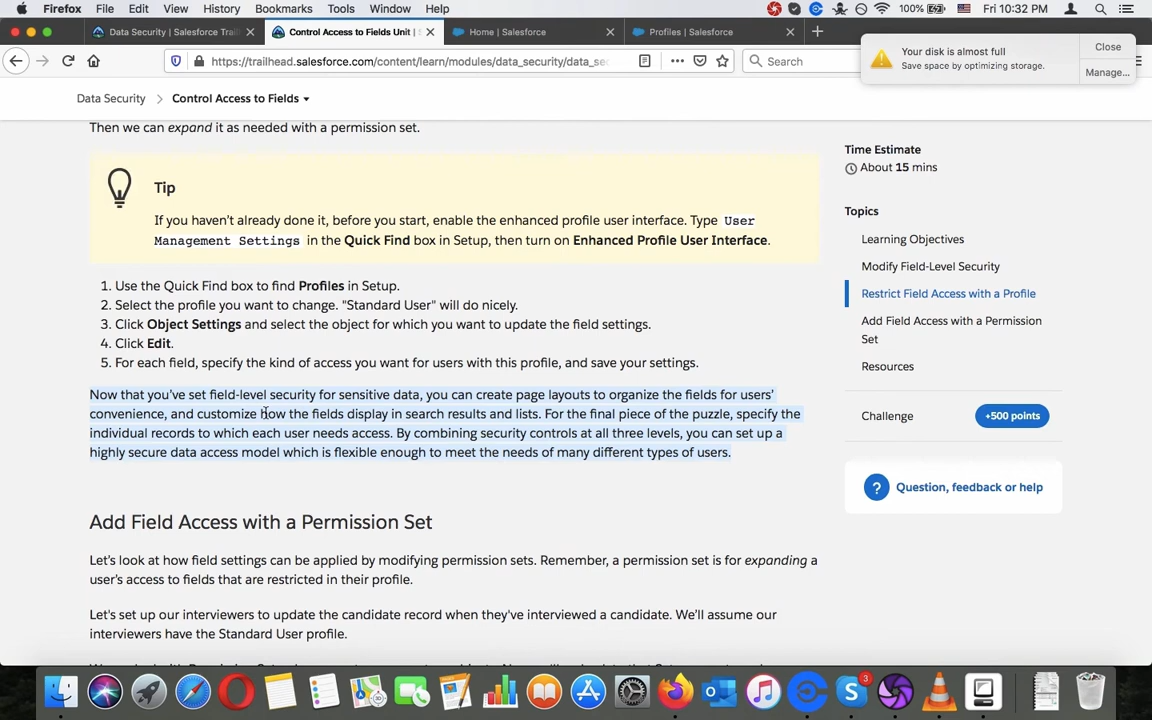 Firefox File Edit View History Bookmarks Tools Window Help 100% Fri 10:32 PM
Data Security | Salesforce Trail
Control Access to Fields Unit |
Home | Salesforce
Profiles | Salesforce
Your disk is almost full
Save space by optimizing storage.
Close
Manage...
https://trailhead.salesforce.com/content/learn/modules/data_security/data_sec
Search
Data Security
Control Access to Fields
Then we can expand it as needed with a permission set.
Tip
If you haven't already done it, before you start, enable the enhanced profile user interface. Type User
Management Settings in the Quick Find box in Setup, then turn on Enhanced Profile User Interface.
1. Use the Quick Find box to find Profiles in Setup.
2. Select the profile you want to change. "Standard User" will do nicely.
3. Click Object Settings and select the object for which you want to update the field settings.
4. Click Edit.
5. For each field, specify the kind of access you want for users with this profile, and save your settings.
Now that you've set field-level security for sensitive data, you can create page layouts to organize the fields for users'
convenience, and customize how the fields display in search results and lists. For the final piece of the puzzle, specify the
individual records to which each user needs access. By combining security controls at all three levels, you can set up a
highly secure data access model which is flexible enough to meet the needs of many different types of users.
Add Field Access with a Permission Set
Let's look at how field settings can be applied by modifying permission sets. Remember, a permission set is for expanding a
user's access to fields that are restricted in their profile.
Let's set up our interviewers to update the candidate record when they've interviewed a candidate. We'll assume our
interviewers have the Standard User profile.
Time Estimate
About 15 mins
Topics
Learning Objectives
Modify Field-Level Security
Restrict Field Access with a Profile
Add Field Access with a Permission
Set
Resources
Challenge
+500 points
? Question, feedback or help
3